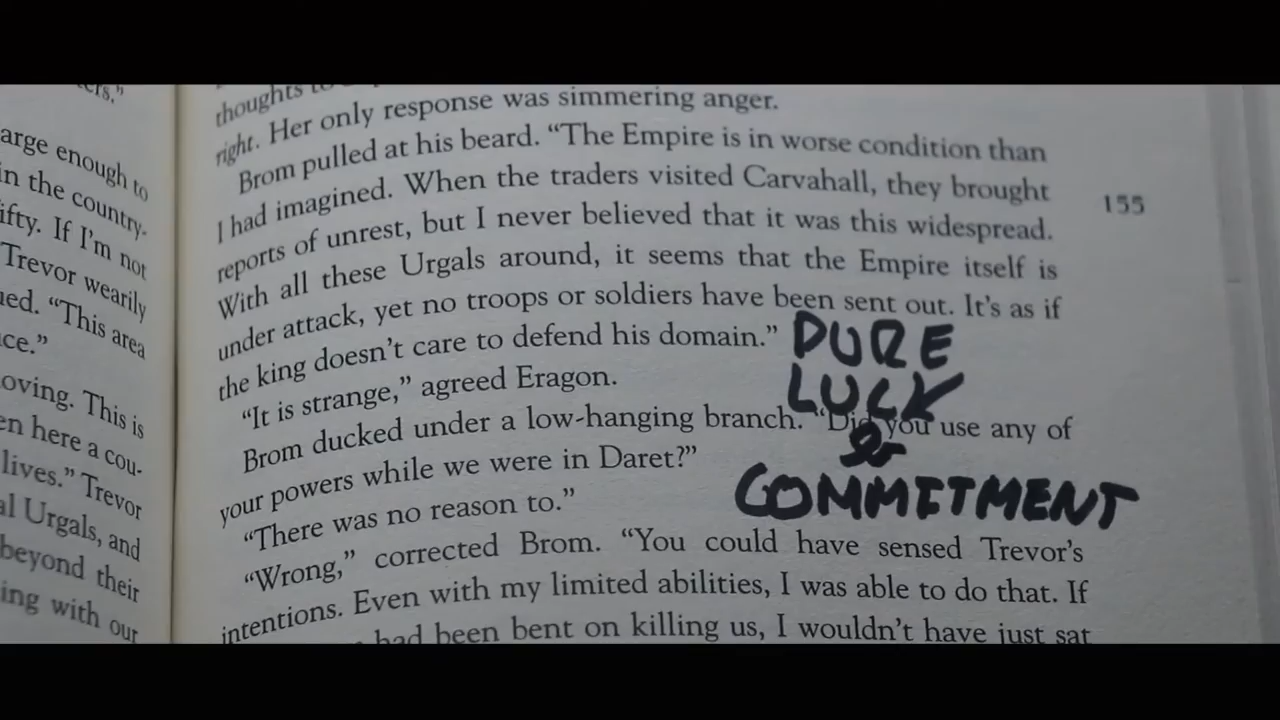 ers."
arge enough to
in the country-
ifty. If I'm not
Trevor wearily
ued. "This area
ce."
oving. This is
en here a cou-
lives." Trevor
al Urgals, and
beyond their
ing with our
thoughts to
right. Her only response was simmering anger.
Brom pulled at his beard. "The Empire is in worse condition than
I had imagined. When the traders visited Carvahall, they brought
reports of unrest, but I never believed that it was this widespread.
With all these Urgals around, it seems that the Empire itself is
under attack, yet no troops or soldiers have been sent out. It's as if
the king doesn't care to defend his domain."
"It is strange," agreed Eragon.
Brom ducked under a low-hanging branch. "Did you use any of
your powers while we were in Daret?"
"There was no reason to."
"Wrong," corrected Brom. "You could have sensed Trevor's
intentions. Even with my limited abilities, I was able to do that. If
had been bent on killing us, I wouldn't have just sat
155
PURE
LUCK
&
COMMITMENT